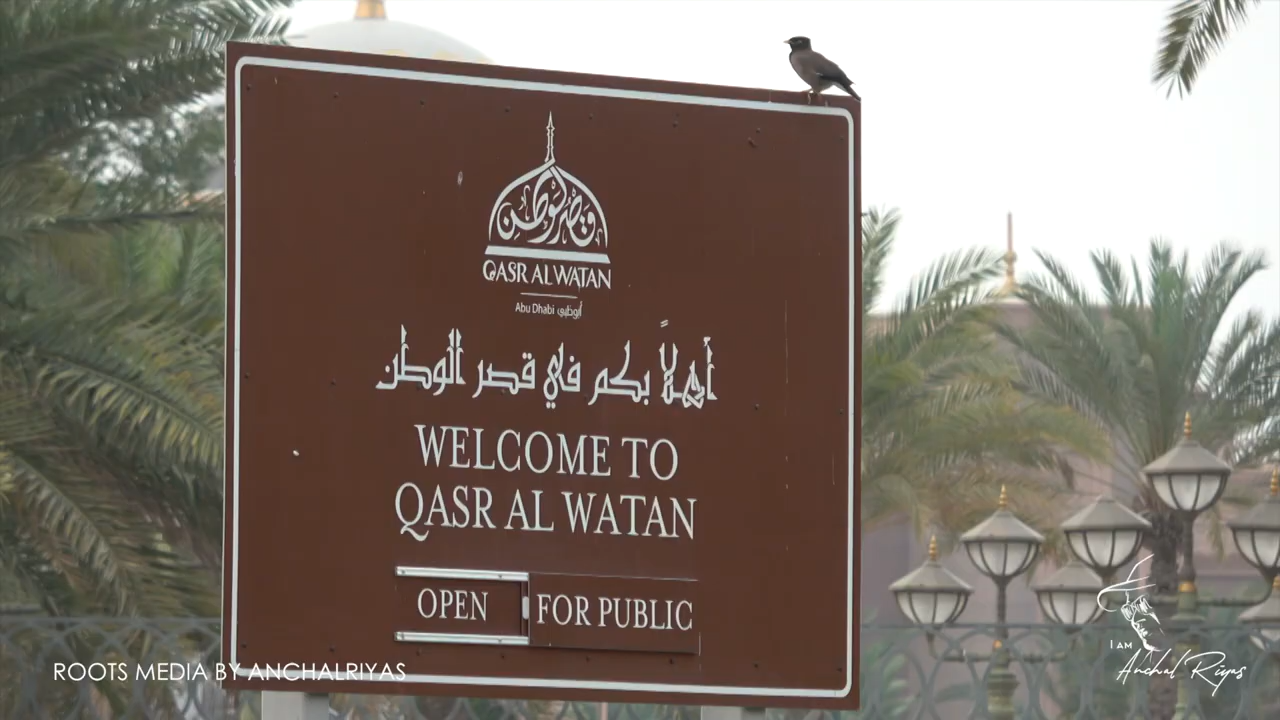 قصر الوطن
QASR AL WATAN
Abu Dhabi أبوظبي
أهلاً بكم في قصر الوطن
WELCOME TO
QASR AL WATAN
OPEN FOR PUBLIC
ROOTS MEDIA BY ANCHALRIYAS
I AM
Anchal Riyas